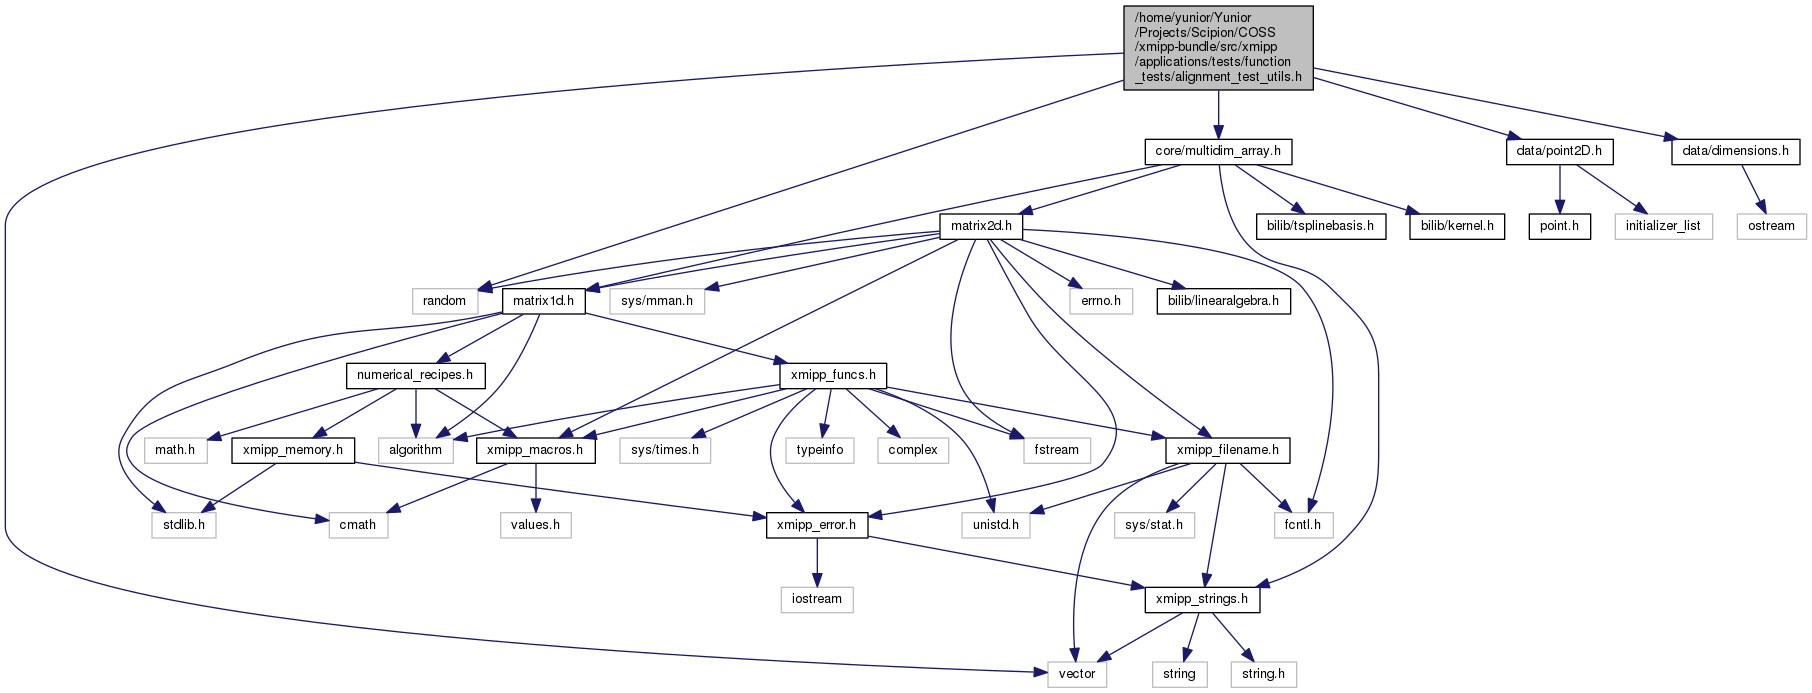 /home/yunior/Yunior
/Projects/Scipion/COSS
/xmipp-bundle/src/xmipp
/applications/tests/function
_tests/alignment_test_utils.h
core/multidim_array.h
data/point2D.h
data/dimensions.h
matrix2d.h
bilib/tsplinebasis.h
bilib/kernel.h
point.h
initializer_list
ostream
random
matrix1d.h
sys/mman.h
errno.h
bilib/linearalgebra.h
numerical_recipes.h
xmipp_funcs.h
math.h
xmipp_memory.h
algorithm
xmipp_macros.h
sys/times.h
typeinfo
complex
fstream
xmipp_filename.h
stdlib.h
cmath
values.h
xmipp_error.h
unistd.h
sys/stat.h
fcntl.h
iostream
xmipp_strings.h
vector
string
string.h